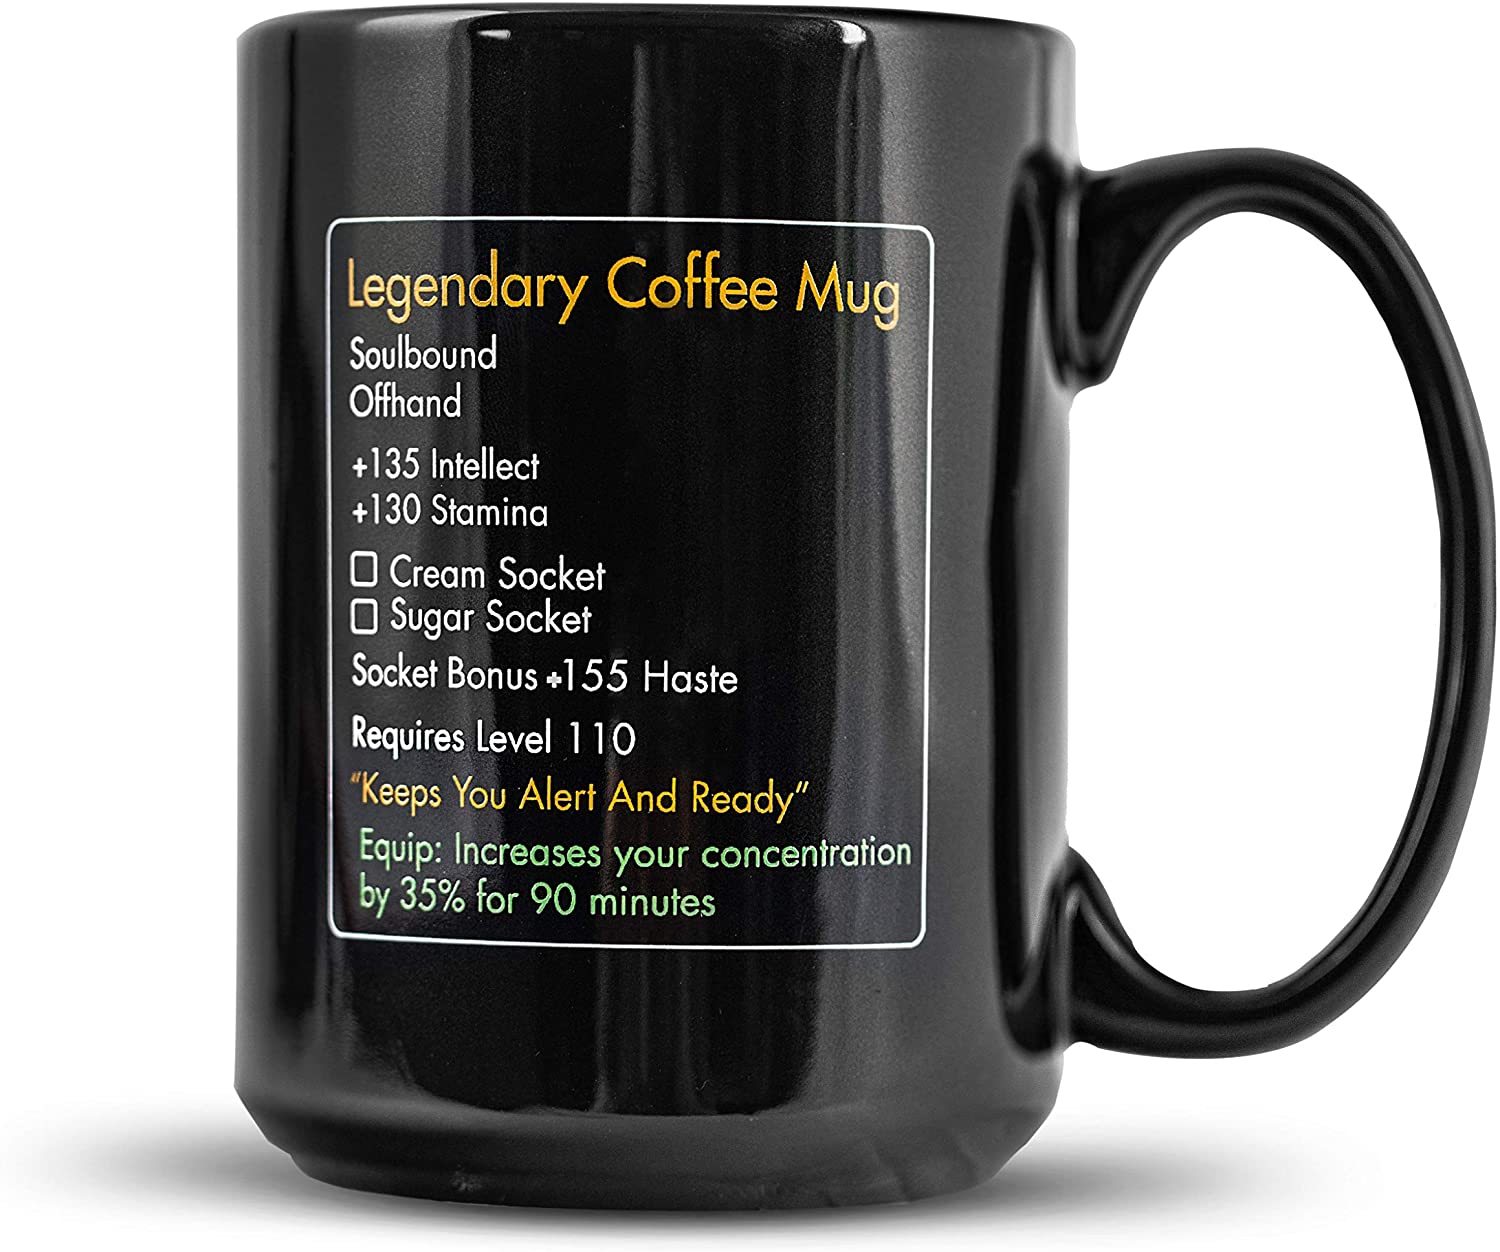 Legendary Coffee Mug
Soulbound
Offhand
+135 Intellect
+130 Stamina
Cream Socket
Sugar Socket
Socket Bonus +155 Haste
Requires Level 110
“Keeps You Alert And Ready”
Equip: Increases your concentration
by 35% for 90 minutes